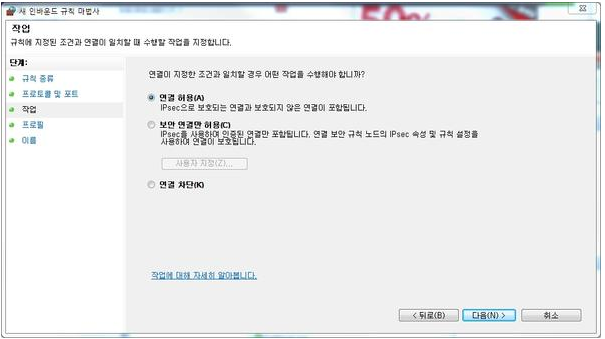 새 인바운드 규칙 마법사
작업
규칙에 지정된 조건과 연결이 일치할 때 수행할 작업을 지정합니다.
단계:
규칙 종류
프로토콜 및 포트
작업
프로필
이름
연결이 지정한 조건과 일치할 경우 어떤 작업을 수행해야 합니까?
연결 허용(A)
IPsec으로 보호되는 연결과 보호되지 않은 연결이 포함됩니다.
보안 연결만 허용(C)
IPsec을 사용하여 인증된 연결만 포함됩니다. 연결 보안 규칙 노드의 IPsec 속성 및 규칙 설정을
사용하여 연결이 보호됩니다.
사용자 지정(Z)...
연결 차단(K)
작업에 대해 자세히 알아봅니다.
< 뒤로(B)
다음(N) >
취소